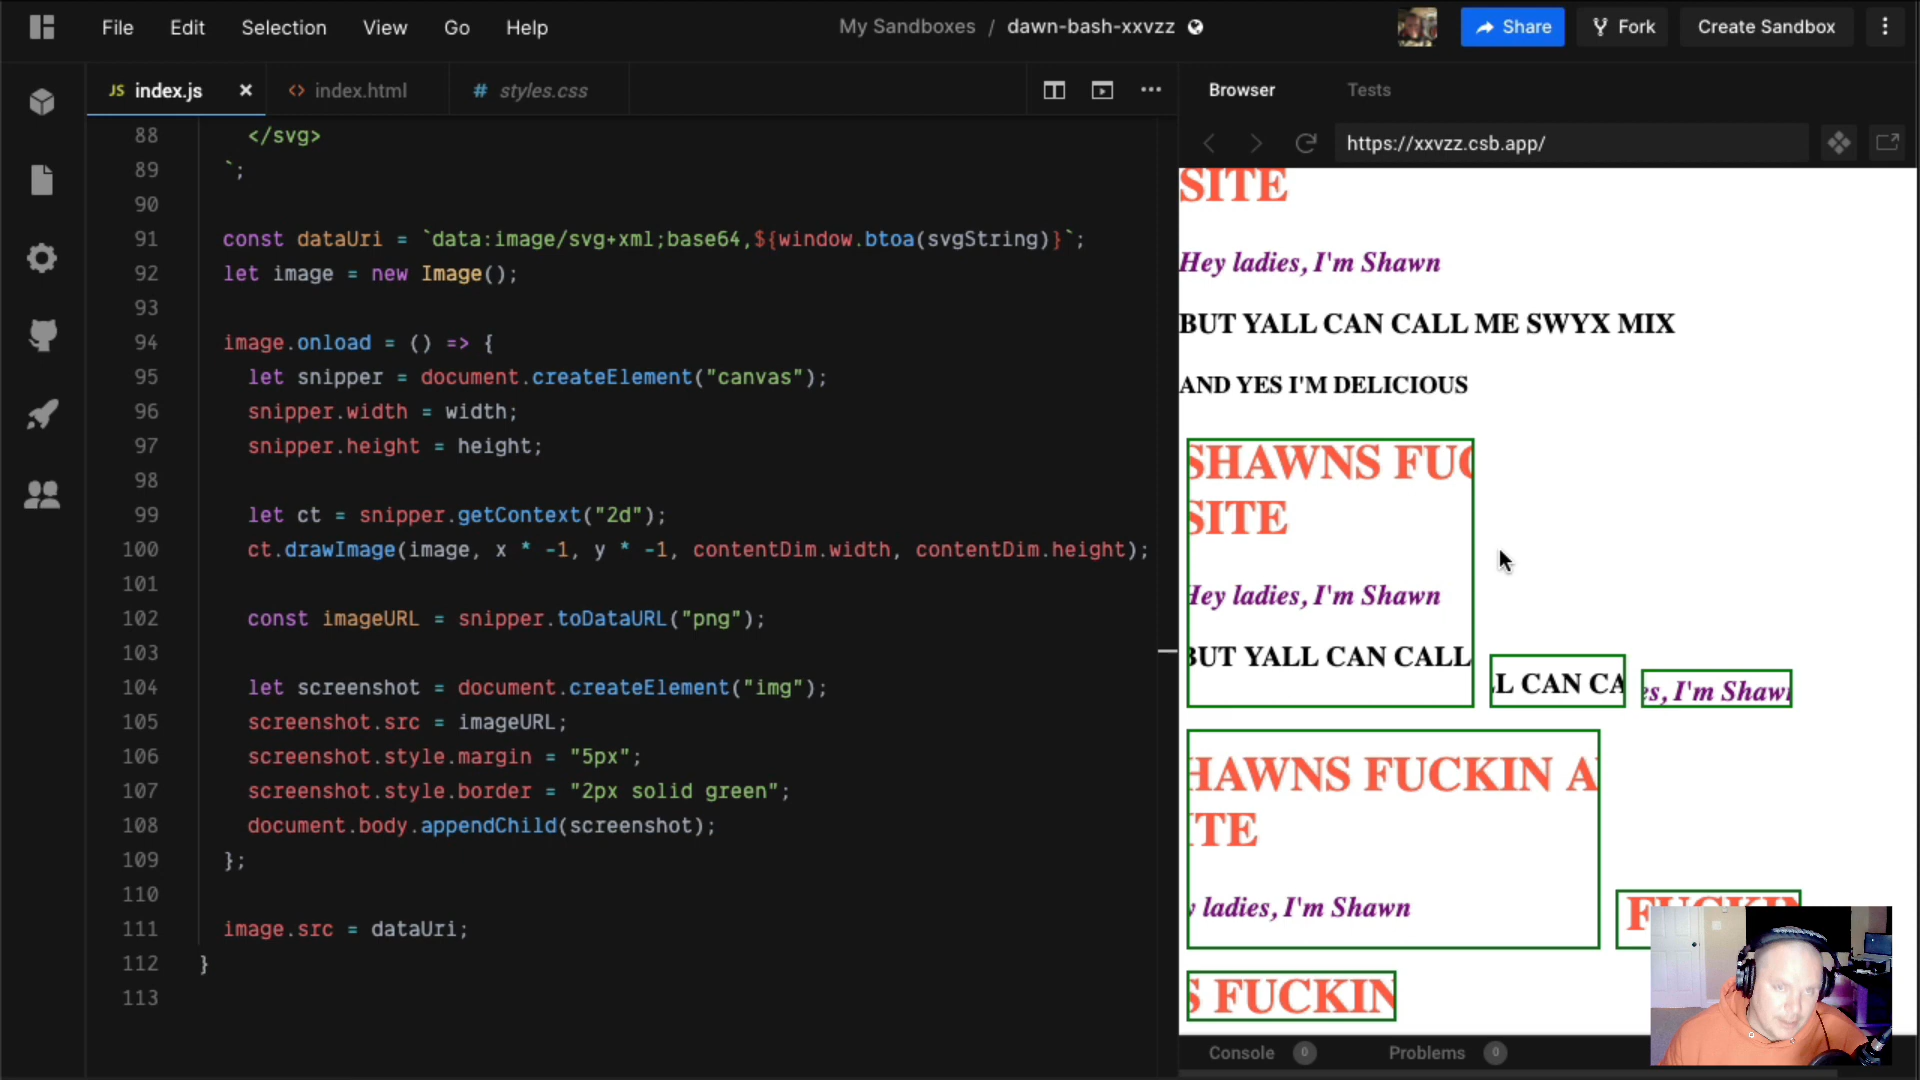 File Edit Selection View Go Help
My Sandboxes / dawn-bash-xxvzz
Share Fork Create Sandbox
JS index.js × <> index.html # styles.css ···
Browser Tests
https://xxvzz.csb.app/
88 </svg>
89 `;
90
91 const dataUri = `data:image/svg+xml;base64,${window.btoa(svgString)}`;
92 let image = new Image();
93
94 image.onload = () => {
95 let snipper = document.createElement("canvas");
96 snipper.width = width;
97 snipper.height = height;
98
99 let ct = snipper.getContext("2d");
100 ct.drawImage(image, x * -1, y * -1, contentDim.width, contentDim.height);
101
102 const imageURL = snipper.toDataURL("png");
103
104 let screenshot = document.createElement("img");
105 screenshot.src = imageURL;
106 screenshot.style.margin = "5px";
107 screenshot.style.border = "2px solid green";
108 document.body.appendChild(screenshot);
109 };
110
111 image.src = dataUri;
112 }
113
SITE
Hey ladies, I'm Shawn
BUT YALL CAN CALL ME SWYX MIX
AND YES I'M DELICIOUS
SHAWNS FUC
SITE
Hey ladies, I'm Shawn
BUT YALL CAN CALL
LL CAN CA
es, I'm Shawn
HAWNS FUCKIN A
ITE
y ladies, I'm Shawn
FUCKIN
S FUCKIN
Console 0 Problems 0